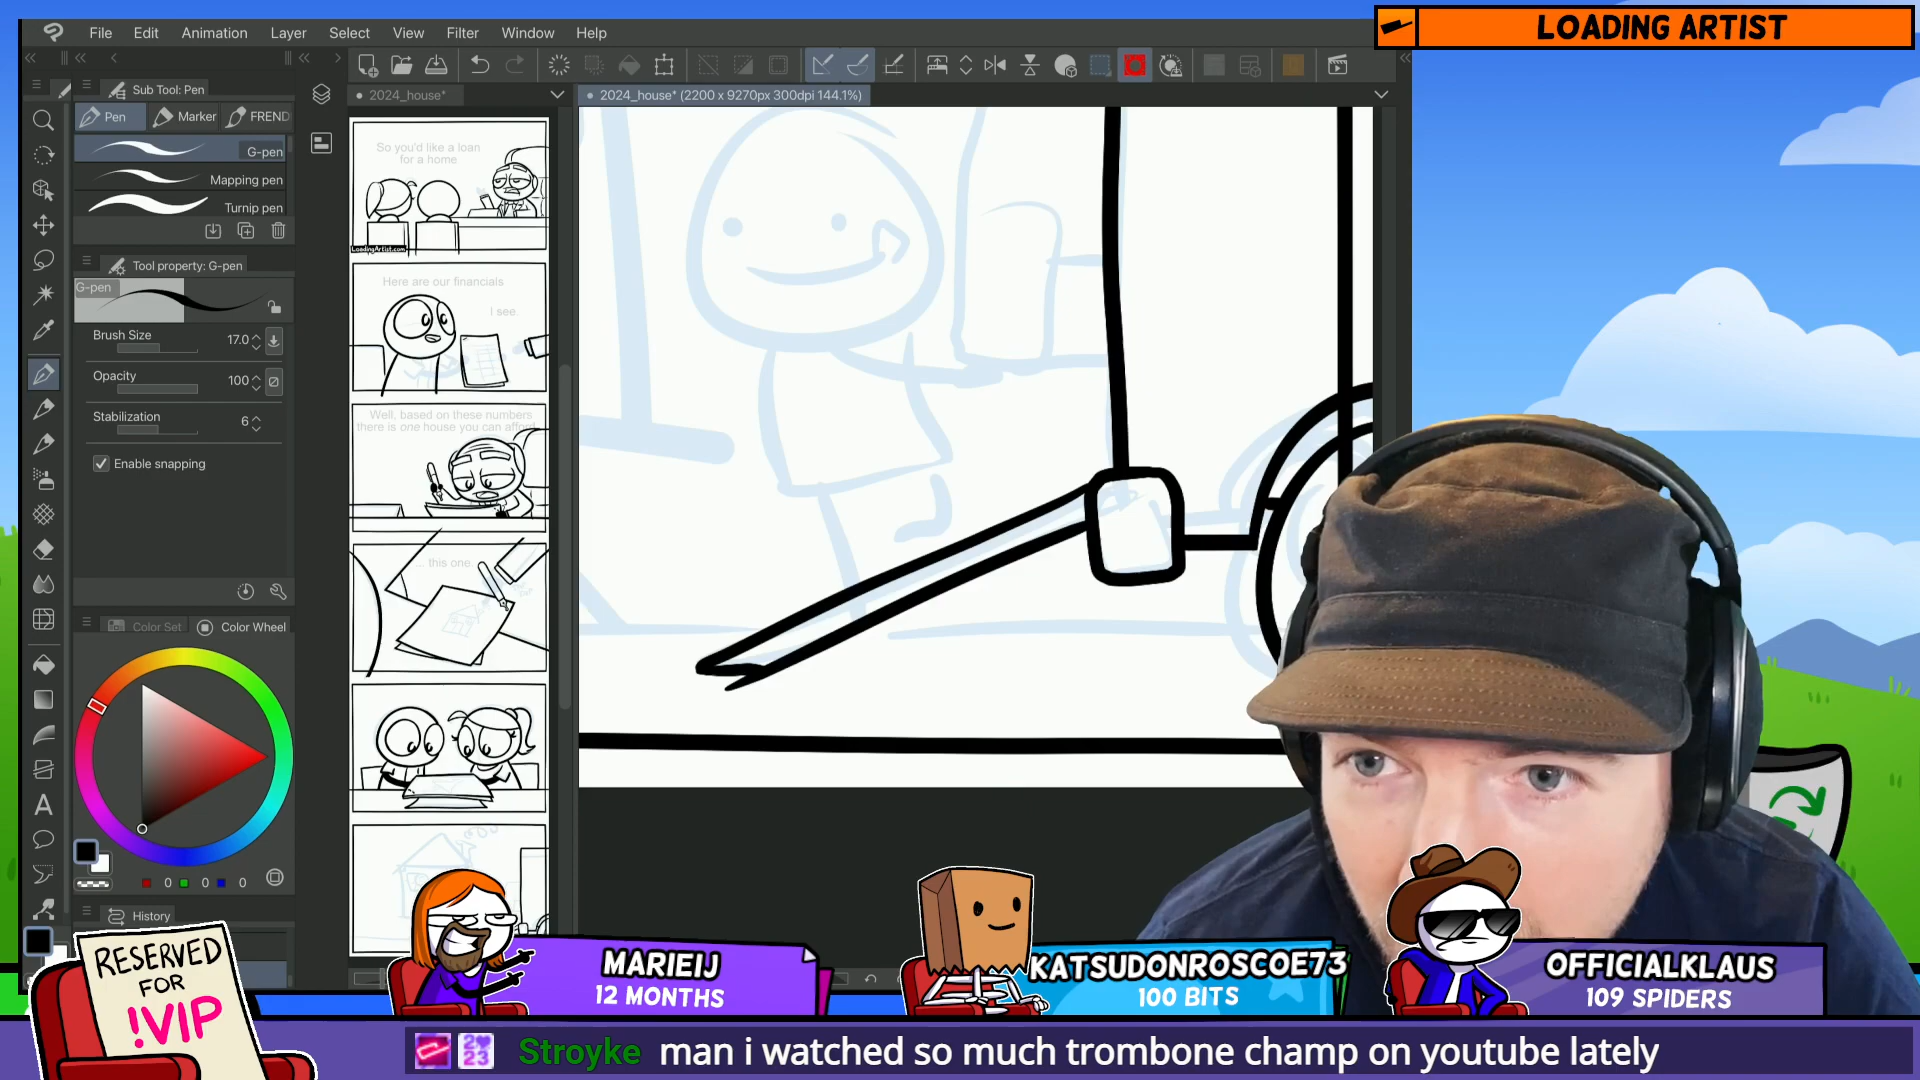 LOADING ARTIST
File Edit Animation Layer Select View Filter Window Help
Sub Tool: Pen
2024_house*
2024_house* (2200 x 9270px 300dpi 144.1%)
Pen Marker FREND
G-pen
Mapping pen
Turnip pen
Tool property: G-pen
G-pen
Brush Size 17.0
Opacity 100
Stabilization 6
Enable snapping
Color Set Color Wheel
0 0 0
History
So you'd like a loan
for a home
LoadingArtist.com
Here are our financials
I see
Well, based on these numbers
there is one house you can afford
... this one.
RESERVED
FOR
!VIP
MARIEIJ
12 MONTHS
KATSUDONROSCOE73
100 BITS
OFFICIALKLAUS
109 SPIDERS
Stroyke man i watched so much trombone champ on youtube lately